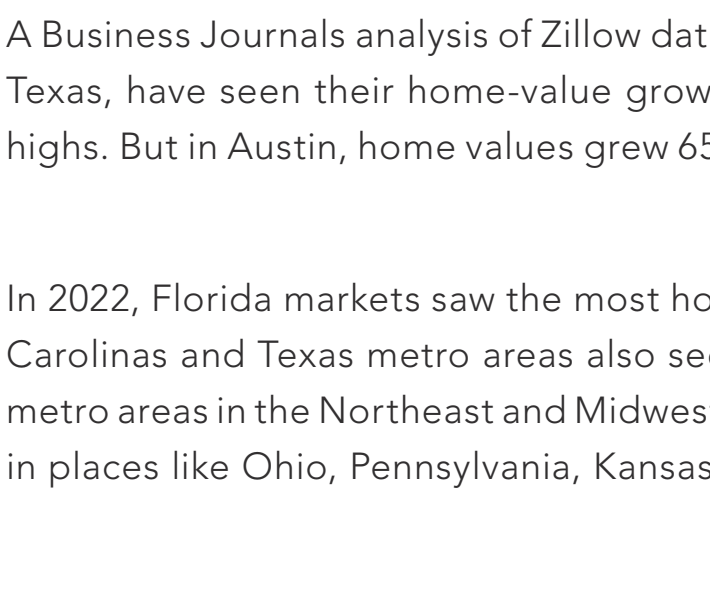 A Business Journals analysis of Zillow dat
Texas, have seen their home-value grow
highs. But in Austin, home values grew 65
In 2022, Florida markets saw the most ho
Carolinas and Texas metro areas also se
metro areas in the Northeast and Midwes
in places like Ohio, Pennsylvania, Kansas